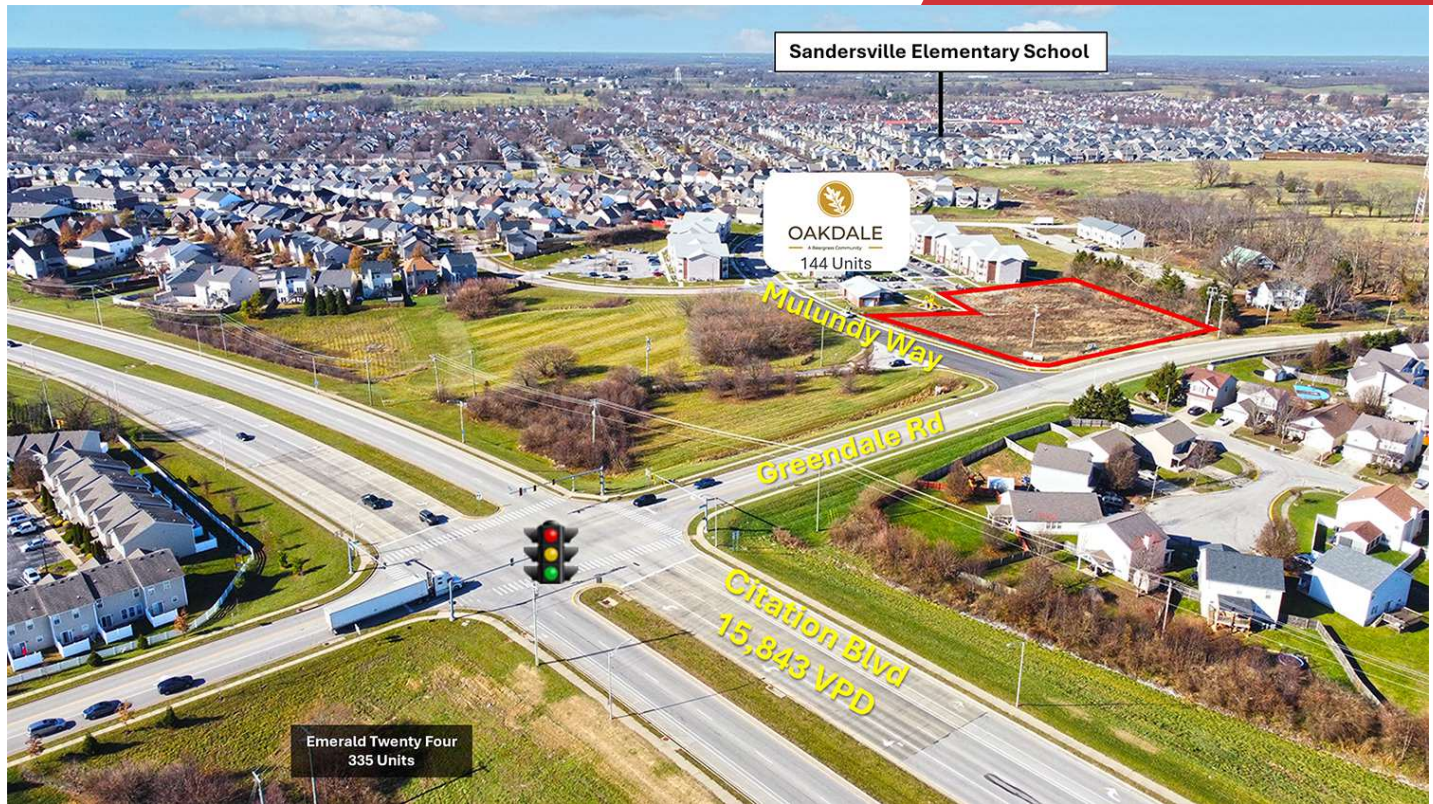 Sandersville Elementary School
OAKDALE
A Beargrass Community
144 Units
Mulundy Way
Greendale Rd
Citation Blvd
15,843 VPD
Emerald Twenty Four
335 Units